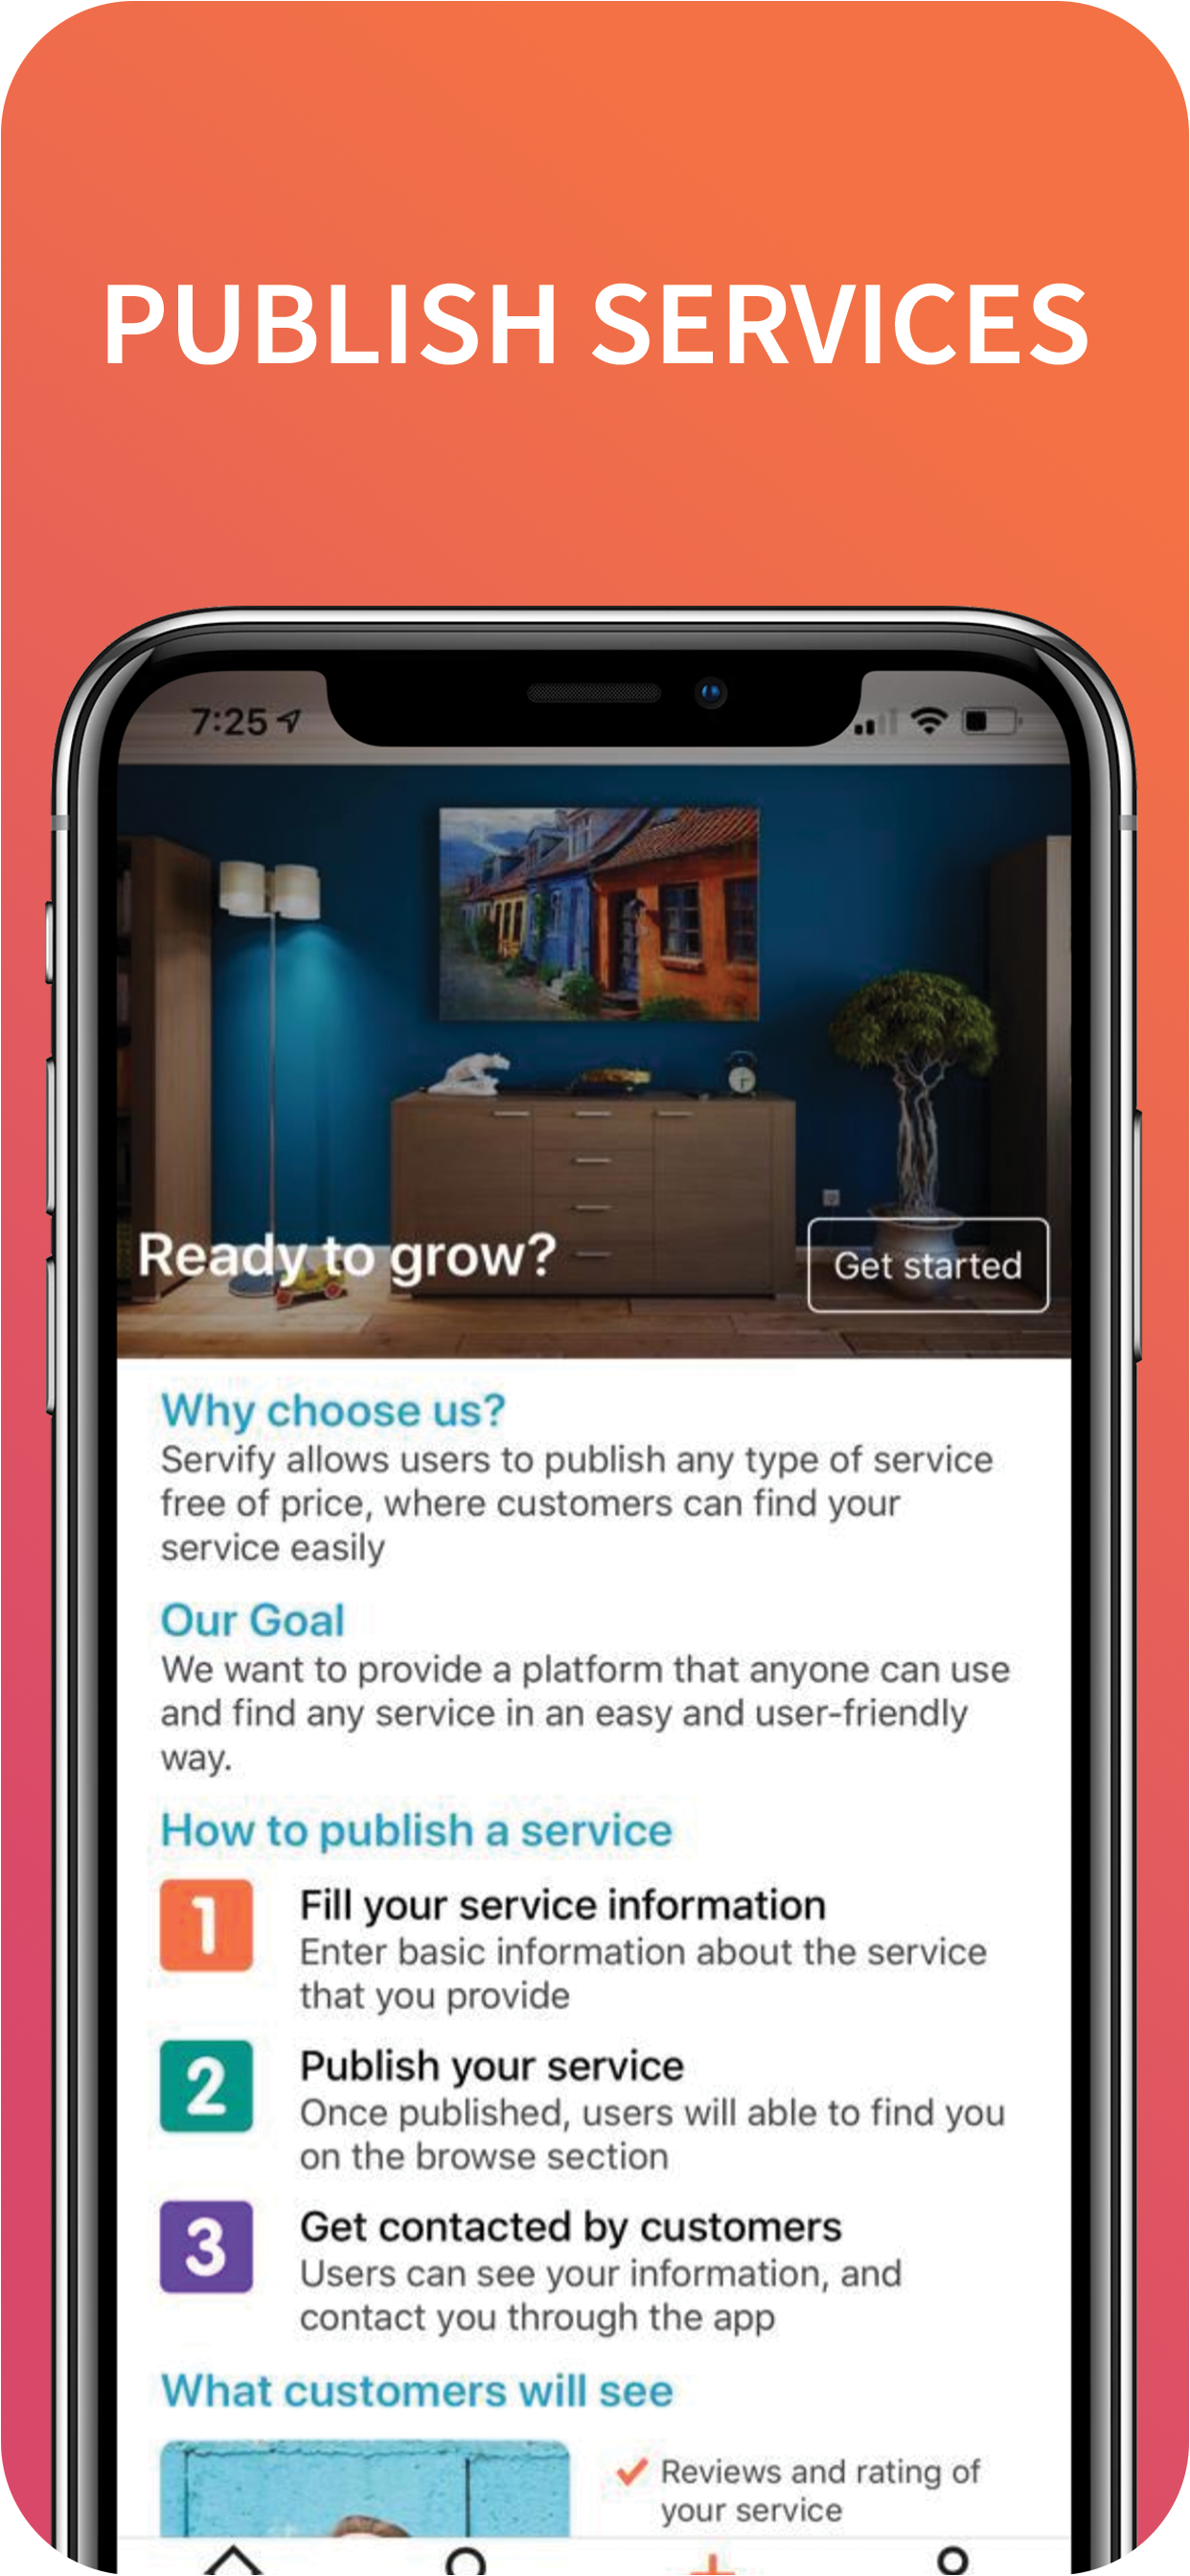 PUBLISH SERVICES
7:25
Ready to grow?
Get started
Why choose us?
Servify allows users to publish any type of service
free of price, where customers can find your
service easily
Our Goal
We want to provide a platform that anyone can use
and find any service in an easy and user-friendly
way.
How to publish a service
1
Fill your service information
Enter basic information about the service
that you provide
2
Publish your service
Once published, users will able to find you
on the browse section
3
Get contacted by customers
Users can see your information, and
contact you through the app
What customers will see
Reviews and rating of
your service